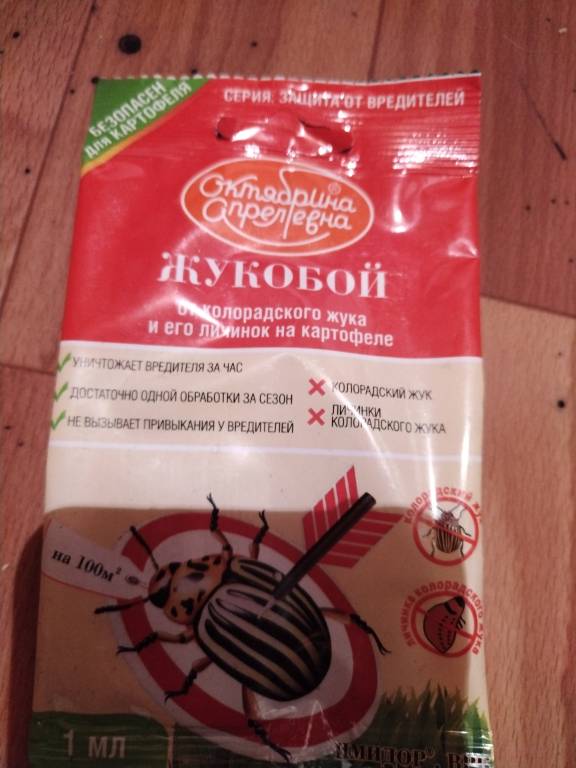 БЕЗОПАСЕН
для КАРТОФЕЛЯ
СЕРИЯ: ЗАЩИТА ОТ ВРЕДИТЕЛЕЙ
Октябрина
Апрелевна
ЖУКОБОЙ
от колорадского жука
и его личинок на картофеле
УНИЧТОЖАЕТ ВРЕДИТЕЛЯ ЗА ЧАС
ДОСТАТОЧНО ОДНОЙ ОБРАБОТКИ ЗА СЕЗОН
НЕ ВЫЗЫВАЕТ ПРИВЫКАНИЯ У ВРЕДИТЕЛЕЙ
КОЛОРАДСКИЙ ЖУК
ЛИЧИНКИ
КОЛОРАДСКОГО ЖУКА
на 100м²
колорадский
личинка колорадского жука
1 мл